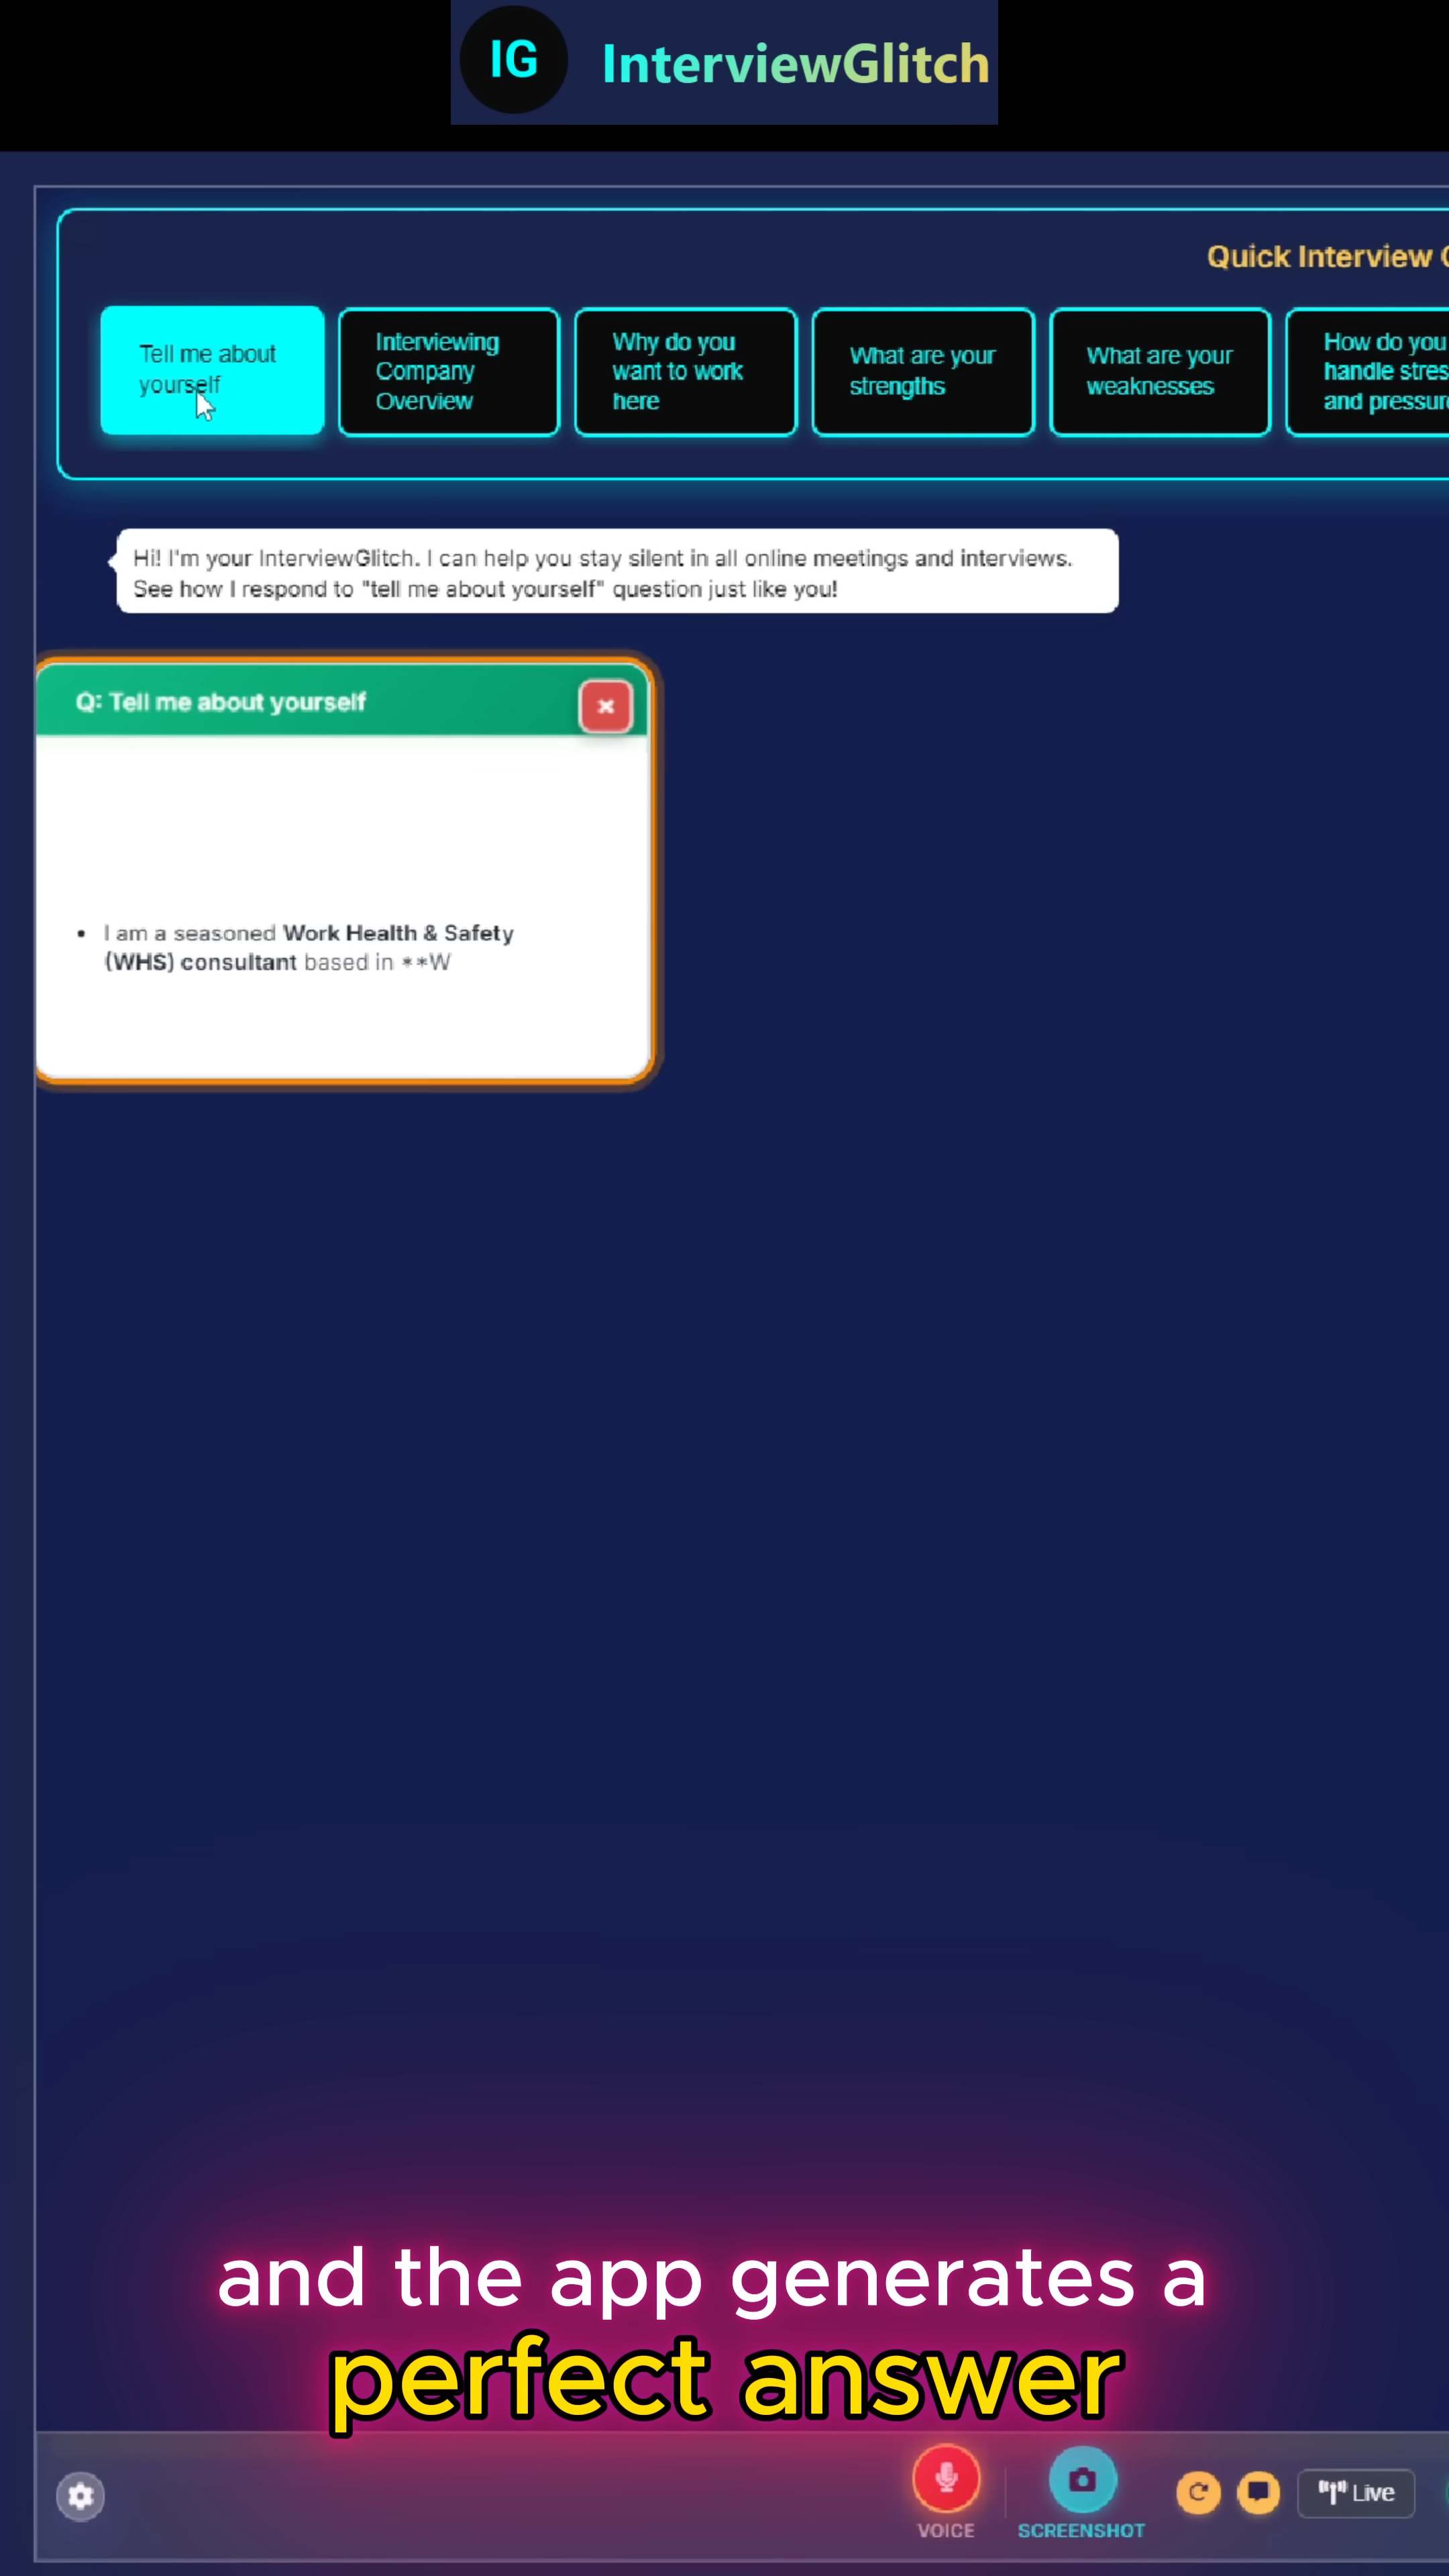 IG InterviewGlitch
Quick Interview
Tell me about
yourself
Interviewing
Company
Overview
Why do you
want to work
here
What are your
strengths
What are your
weaknesses
How do you
handle stres
and pressur
Hi! I'm your InterviewGlitch. I can help you stay silent in all online meetings and interviews.
See how I respond to "tell me about yourself" question just like you!
Q: Tell me about yourself
I am a seasoned Work Health & Safety
(WHS) consultant based in **W
and the app generates a
perfect answer
VOICE
SCREENSHOT
Live